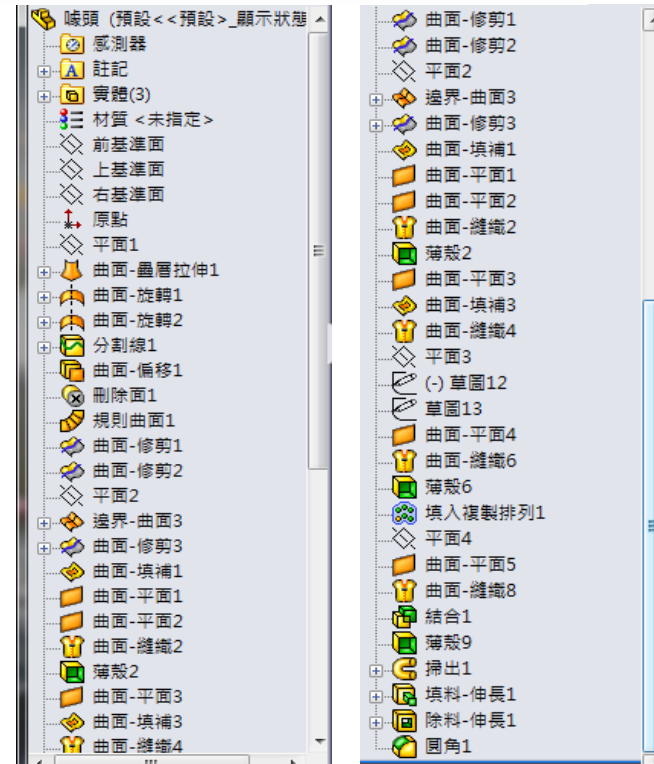 噱頭 (預設<<預設>_顯示狀態
感測器
註記
實體(3)
材質 <未指定>
前基準面
上基準面
右基準面
原點
平面1
曲面-疊層拉伸1
曲面-旋轉1
曲面-旋轉2
分割線1
曲面-偏移1
刪除面1
規則曲面1
曲面-修剪1
曲面-修剪2
平面2
邊界-曲面3
曲面-修剪3
曲面-填補1
曲面-平面1
曲面-平面2
曲面-縫織2
薄殼2
曲面-平面3
曲面-填補3
曲面-縫織4
曲面-修剪1
曲面-修剪2
平面2
邊界-曲面3
曲面-修剪3
曲面-填補1
曲面-平面1
曲面-平面2
曲面-縫織2
薄殼2
曲面-平面3
曲面-填補3
曲面-縫織4
平面3
(-) 草圖12
草圖13
曲面-平面4
曲面-縫織6
薄殼6
填入複製排列1
平面4
曲面-平面5
曲面-縫織8
結合1
薄殼9
掃出1
填料-伸長1
除料-伸長1
圓角1